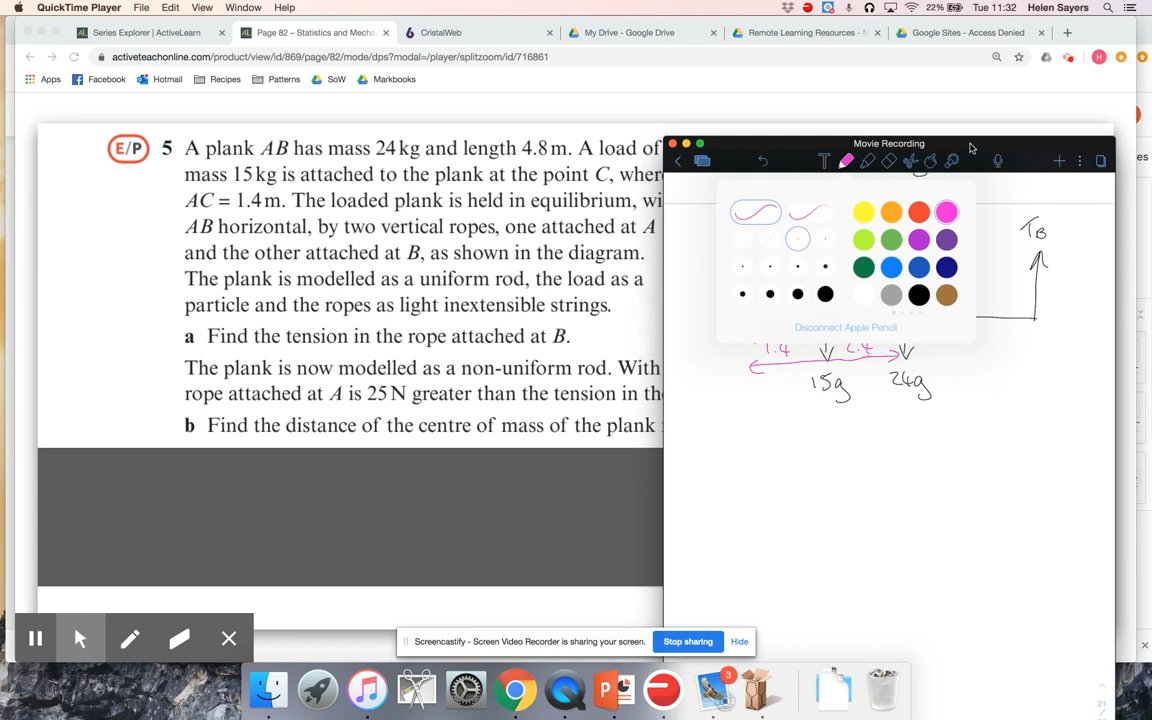 QuickTime Player File Edit View Window Help 22% Tue 11:32 Helen Sayers
Series Explorer | ActiveLearn Page 82 – Statistics and Mecha CristalWeb My Drive - Google Drive Remote Learning Resources - M Google Sites - Access Denied
activeteachonline.com/product/view/id/869/page/82/mode/dps?modal=/player/splitzoom/id/716861
H
Apps Facebook Hotmail Recipes Patterns SoW Markbooks
E/P 5 A plank AB has mass 24 kg and length 4.8 m. A load of
mass 15 kg is attached to the plank at the point C, wher
AC = 1.4 m. The loaded plank is held in equilibrium, wi
AB horizontal, by two vertical ropes, one attached at A
and the other attached at B, as shown in the diagram.
The plank is modelled as a uniform rod, the load as a
particle and the ropes as light inextensible strings.
a Find the tension in the rope attached at B.
The plank is now modelled as a non-uniform rod. With
rope attached at A is 25 N greater than the tension in the
b Find the distance of the centre of mass of the plank
Movie Recording
T
Disconnect Apple Pencil
TB
1.4 2.4
15g 24g
es
Screencastify - Screen Video Recorder is sharing your screen. Stop sharing Hide
3
21